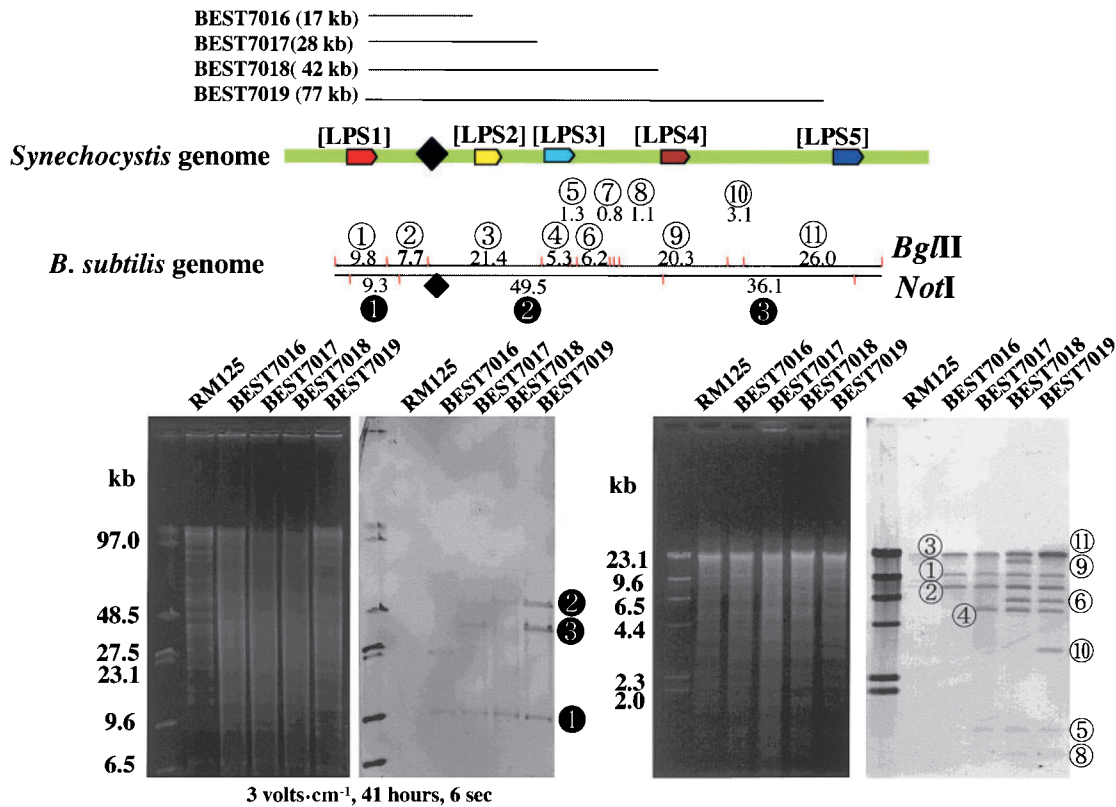 BEST7016 (17 kb)
BEST7017(28 kb)
BEST7018( 42 kb)
BEST7019 (77 kb)
[LPS1] [LPS2] [LPS3] [LPS4] [LPS5]
Synechocystis genome
⑤ ⑦ ⑧ ⑩
1.3 0.8 1.1 3.1
① ② ③ ④ ⑥ ⑨ ⑪
9.8 7.7 21.4 5.3 6.2 20.3 26.0 BglII
B. subtilis genome
9.3 49.5 36.1 NotI
❶ ❷ ❸
RM125 BEST7016 BEST7017 BEST7018 BEST7019
kb
97.0
48.5
27.5
23.1
9.6
6.5
RM125 BEST7016 BEST7017 BEST7018 BEST7019
❷
❸
❶
3 volts·cm-1, 41 hours, 6 sec
RM125 BEST7016 BEST7017 BEST7018 BEST7019
kb
23.1
9.6
6.5
4.4
2.3
2.0
RM125 BEST7016 BEST7017 BEST7018 BEST7019
③ ⑪
① ⑨
②
④ ⑥
⑩
⑤
⑧